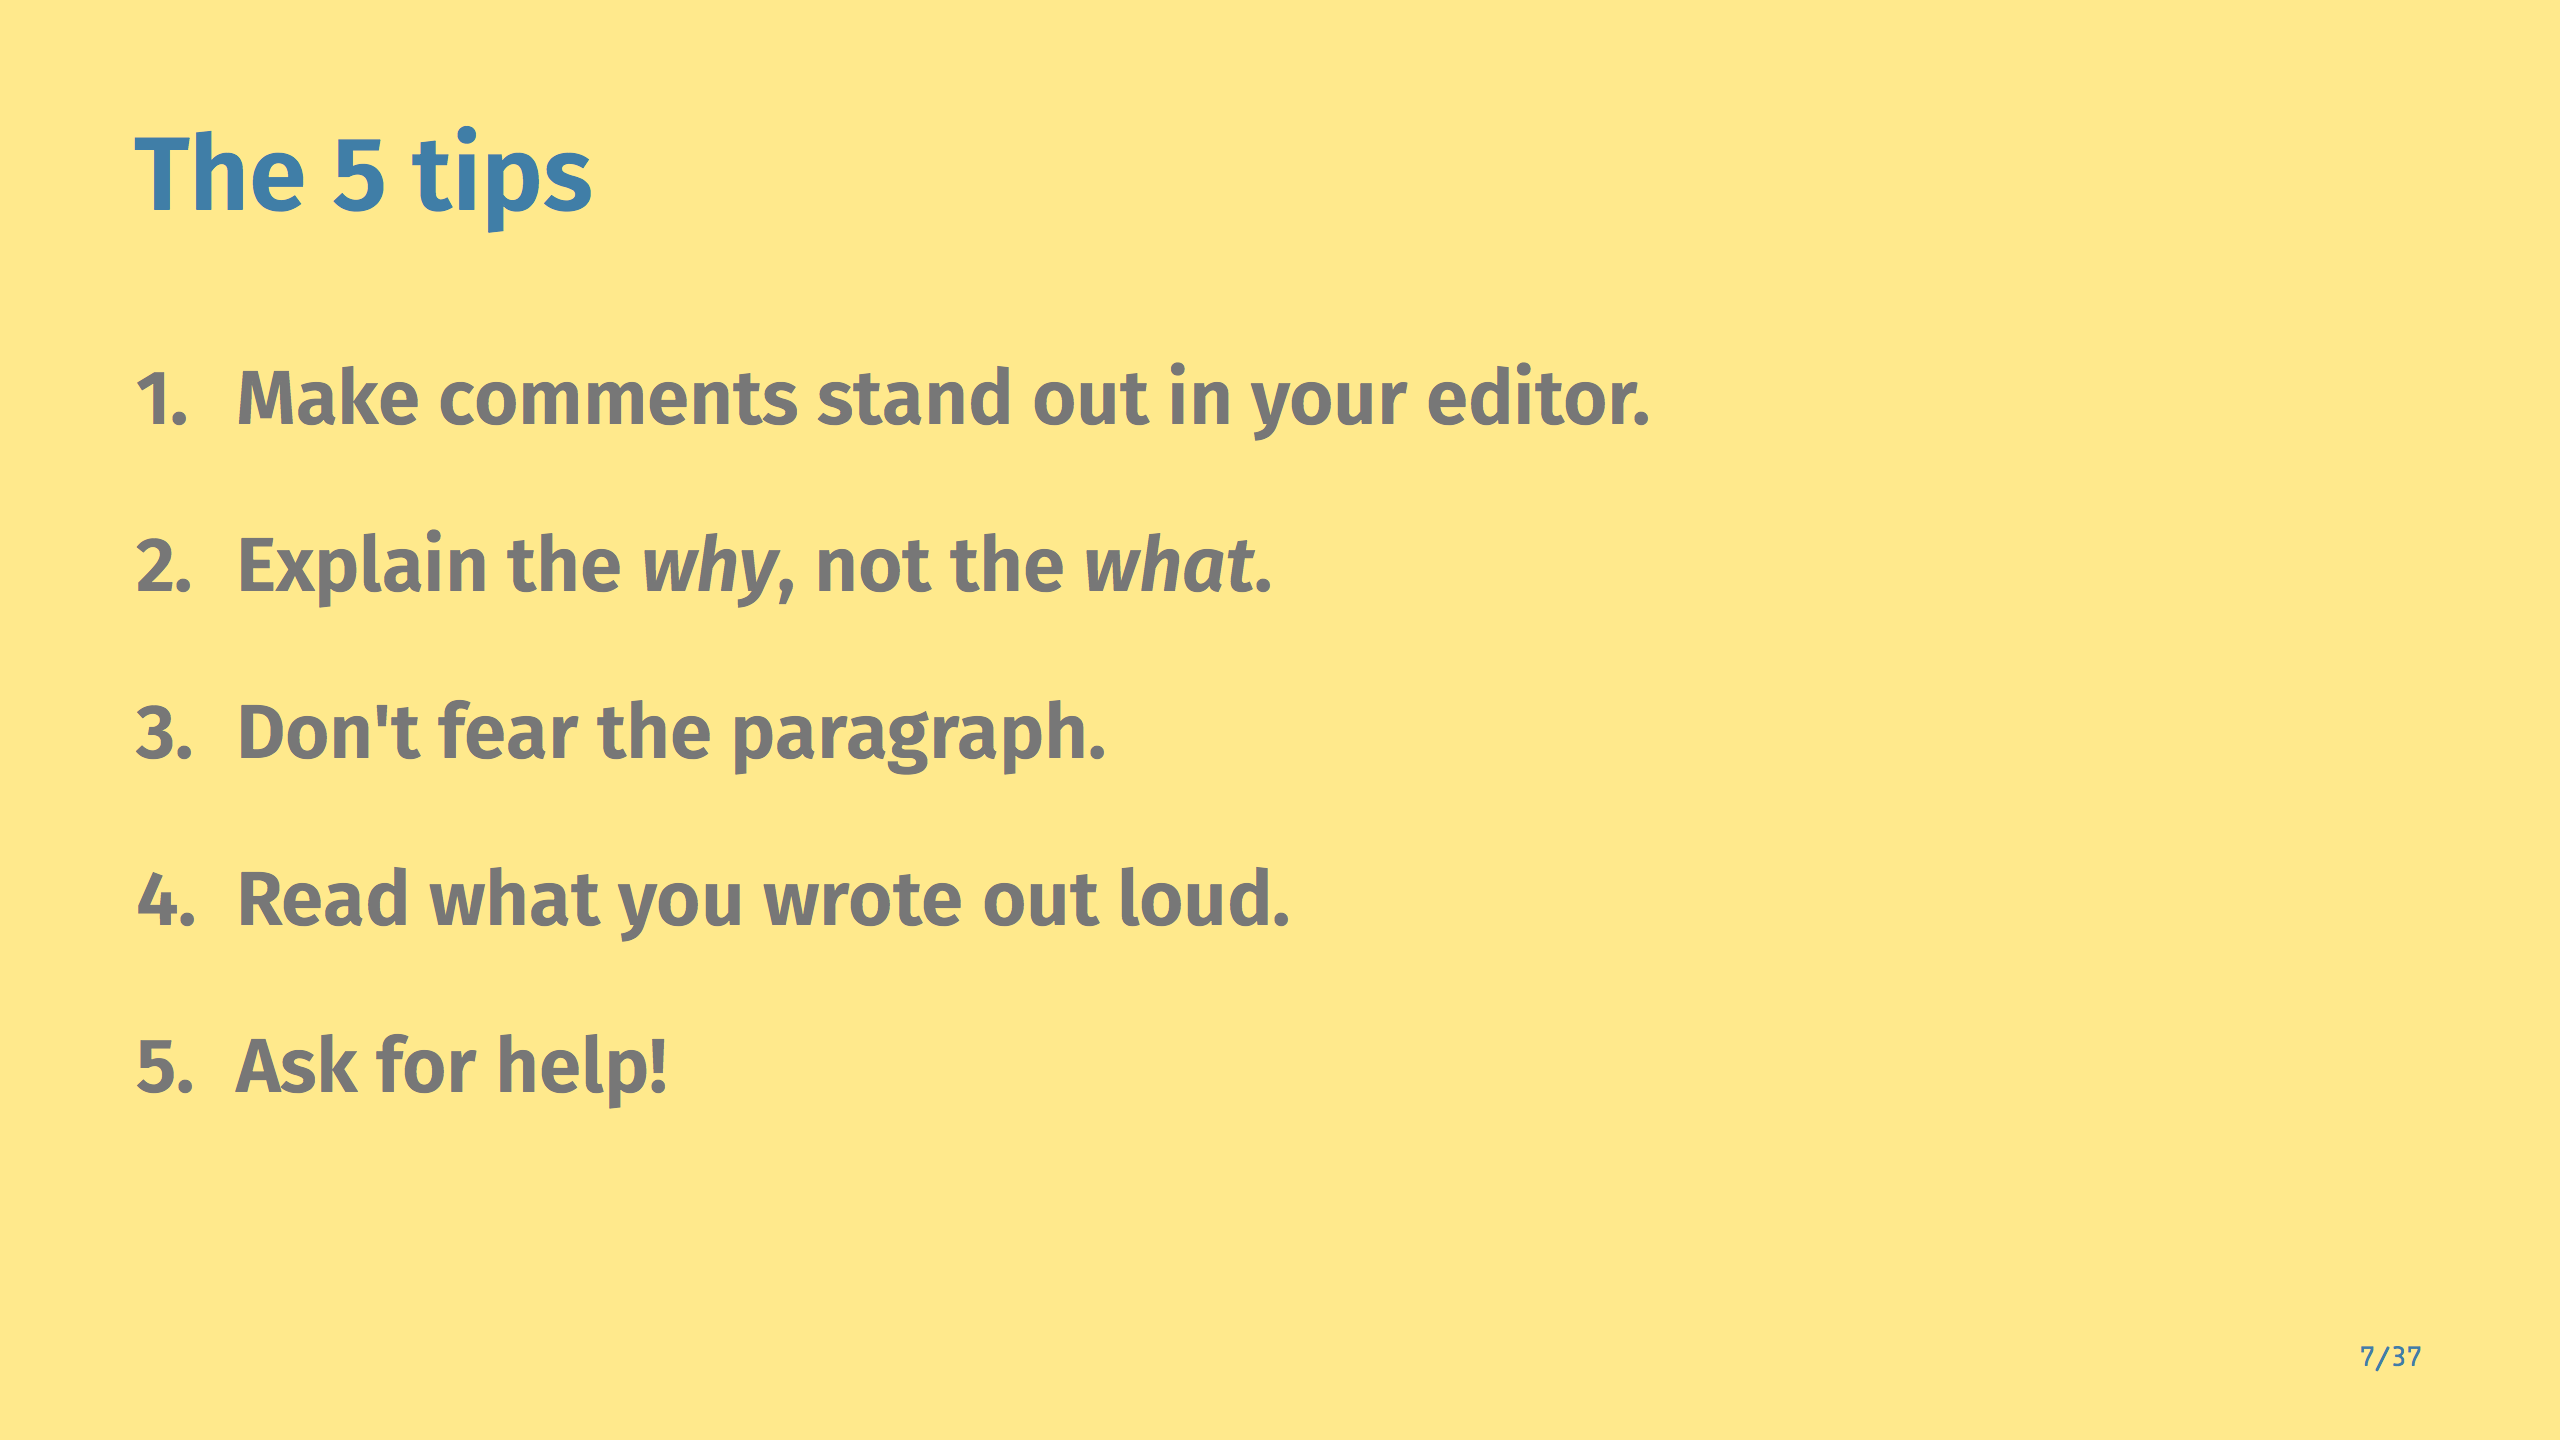 The 5 tips
1. Make comments stand out in your editor.
2. Explain the why, not the what.
3. Don't fear the paragraph.
4. Read what you wrote out loud.
5. Ask for help!
7/37